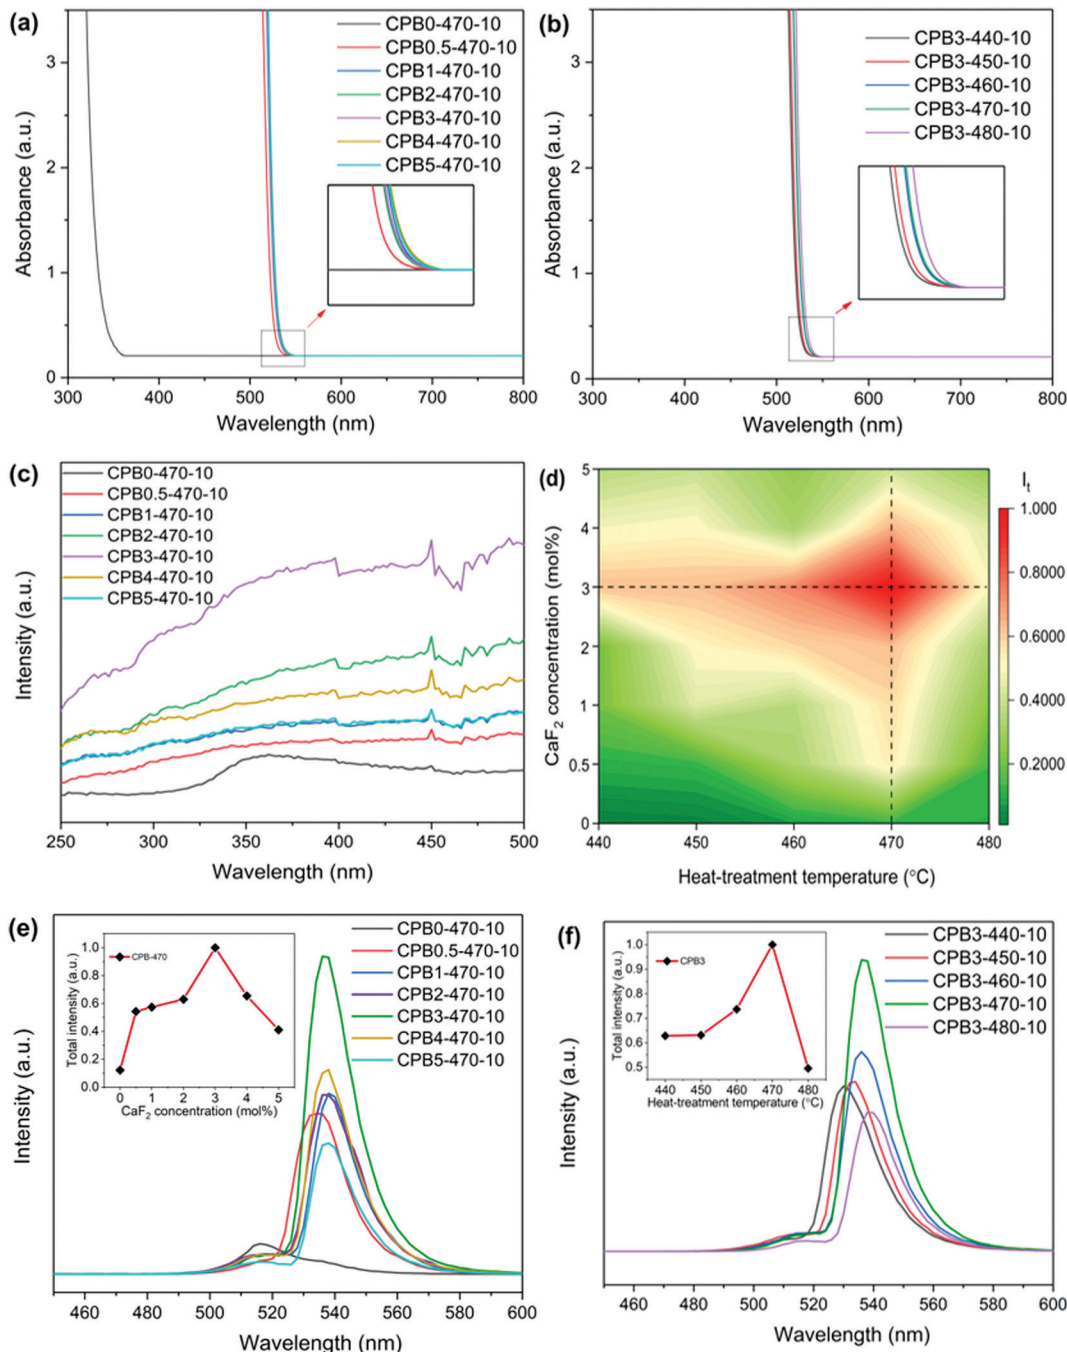 (a)
CPB0-470-10
CPB0.5-470-10
CPB1-470-10
CPB2-470-10
CPB3-470-10
CPB4-470-10
CPB5-470-10
Absorbance (a.u.)
3
2
1
0
300 400 500 600 700 800
Wavelength (nm)
(b)
CPB3-440-10
CPB3-450-10
CPB3-460-10
CPB3-470-10
CPB3-480-10
Absorbance (a.u.)
3
2
1
0
300 400 500 600 700 800
Wavelength (nm)
(c)
CPB0-470-10
CPB0.5-470-10
CPB1-470-10
CPB2-470-10
CPB3-470-10
CPB4-470-10
CPB5-470-10
Intensity (a.u.)
250 300 350 400 450 500
Wavelength (nm)
(d)
CaF₂ concentration (mol%)
5
4
3
2
1
0.5
0
440 450 460 470 480
Heat-treatment temperature (°C)
Iₜ
1.000
0.8000
0.6000
0.4000
0.2000
(e)
CPB0-470-10
CPB0.5-470-10
CPB1-470-10
CPB2-470-10
CPB3-470-10
CPB4-470-10
CPB5-470-10
CPB-470
Total intensity (a.u.)
1.0
0.8
0.6
0.4
0.2
0.0
0 1 2 3 4 5
CaF₂ concentration (mol%)
Intensity (a.u.)
460 480 500 520 540 560 580 600
Wavelength (nm)
(f)
CPB3-440-10
CPB3-450-10
CPB3-460-10
CPB3-470-10
CPB3-480-10
CPB3
Total intensity (a.u.)
1.0
0.9
0.8
0.7
0.6
0.5
440 450 460 470 480
Heat-treatment temperature (°C)
Intensity (a.u.)
460 480 500 520 540 560 580 600
Wavelength (nm)